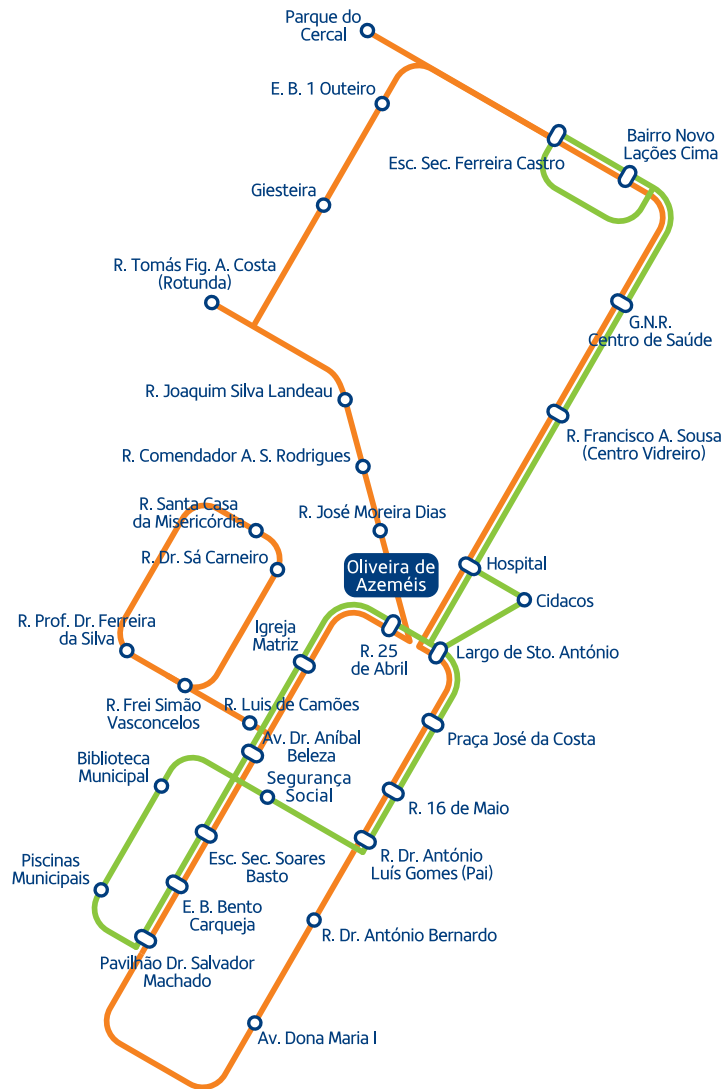 Parque do
Cercal
E. B. 1 Outeiro
Bairro Novo
Lações Cima
Esc. Sec. Ferreira Castro
Giesteira
R. Tomás Fig. A. Costa
(Rotunda)
G.N.R.
Centro de Saúde
R. Joaquim Silva Landeau
R. Francisco A. Sousa
(Centro Vidreiro)
R. Comendador A. S. Rodrigues
R. Santa Casa
da Misericórdia
R. José Moreira Dias
R. Dr. Sá Carneiro
Oliveira de
Azeméis
Hospital
Cidacos
R. Prof. Dr. Ferreira
da Silva
Igreja
Matriz
R. 25
de Abril
Largo de Sto. António
R. Frei Simão
Vasconcelos
R. Luis de Camões
Av. Dr. Aníbal
Beleza
Praça José da Costa
Biblioteca
Municipal
Segurança
Social
R. 16 de Maio
Piscinas
Municipais
Esc. Sec. Soares
Basto
R. Dr. António
Luís Gomes (Pai)
E. B. Bento
Carqueja
R. Dr. António Bernardo
Pavilhão Dr. Salvador
Machado
Av. Dona Maria I